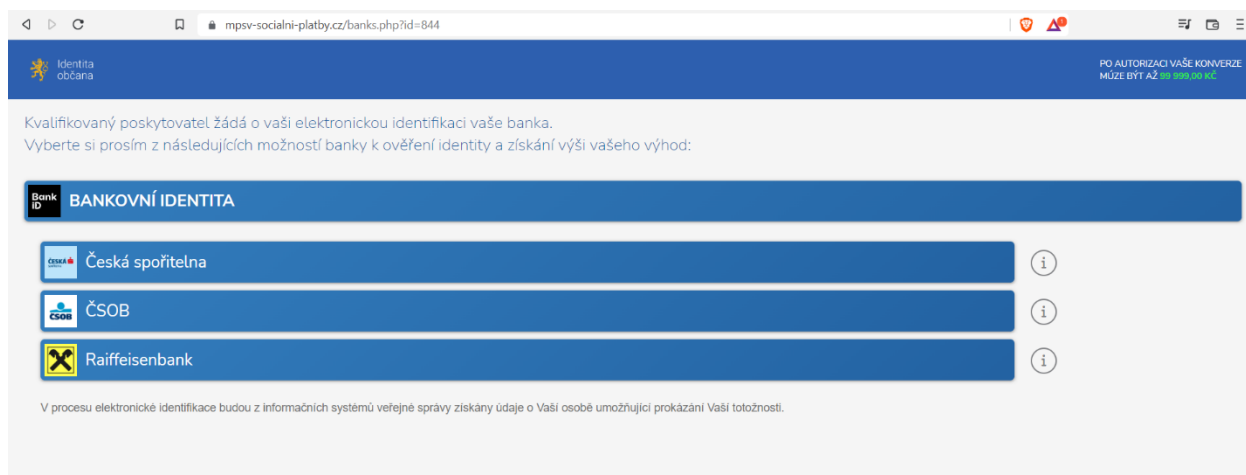 mpsv-socialni-platby.cz/banks.php?id=844
Identita
občana
PO AUTORIZACI VAŠE KONVERZE
MŮZE BÝT AŽ 99 999,00 KČ
Kvalifikovaný poskytovatel žádá o vaši elektronickou identifikaci vaše banka.
Vyberte si prosím z následujících možností banky k ověření identity a získání výši vašeho výhod:
Bank
iD
BANKOVNÍ IDENTITA
ČESKÁ
Česká spořitelna
i
ČSOB
ČSOB
i
Raiffeisenbank
i
V procesu elektronické identifikace budou z informačních systémů veřejné správy získány údaje o Vaší osobě umožňující prokázání Vaší totožnosti.